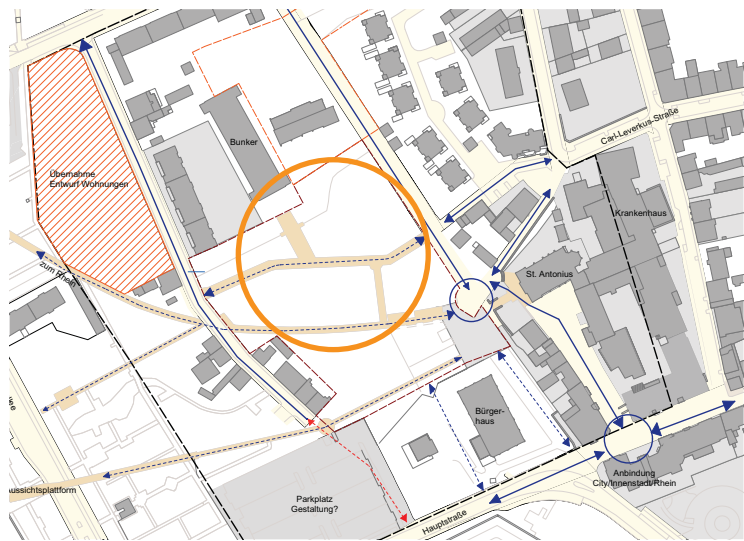 Carl-Leverkus-Straße
Bunker
Übernahme
Entwurf Wohnungen
Krankenhaus
zum Rhein
St. Antonius
Bürger-
haus
Anbindung
City/Innenstadt/Rhein
Aussichtsplattform
Parkplatz
Gestaltung?
Hauptstraße